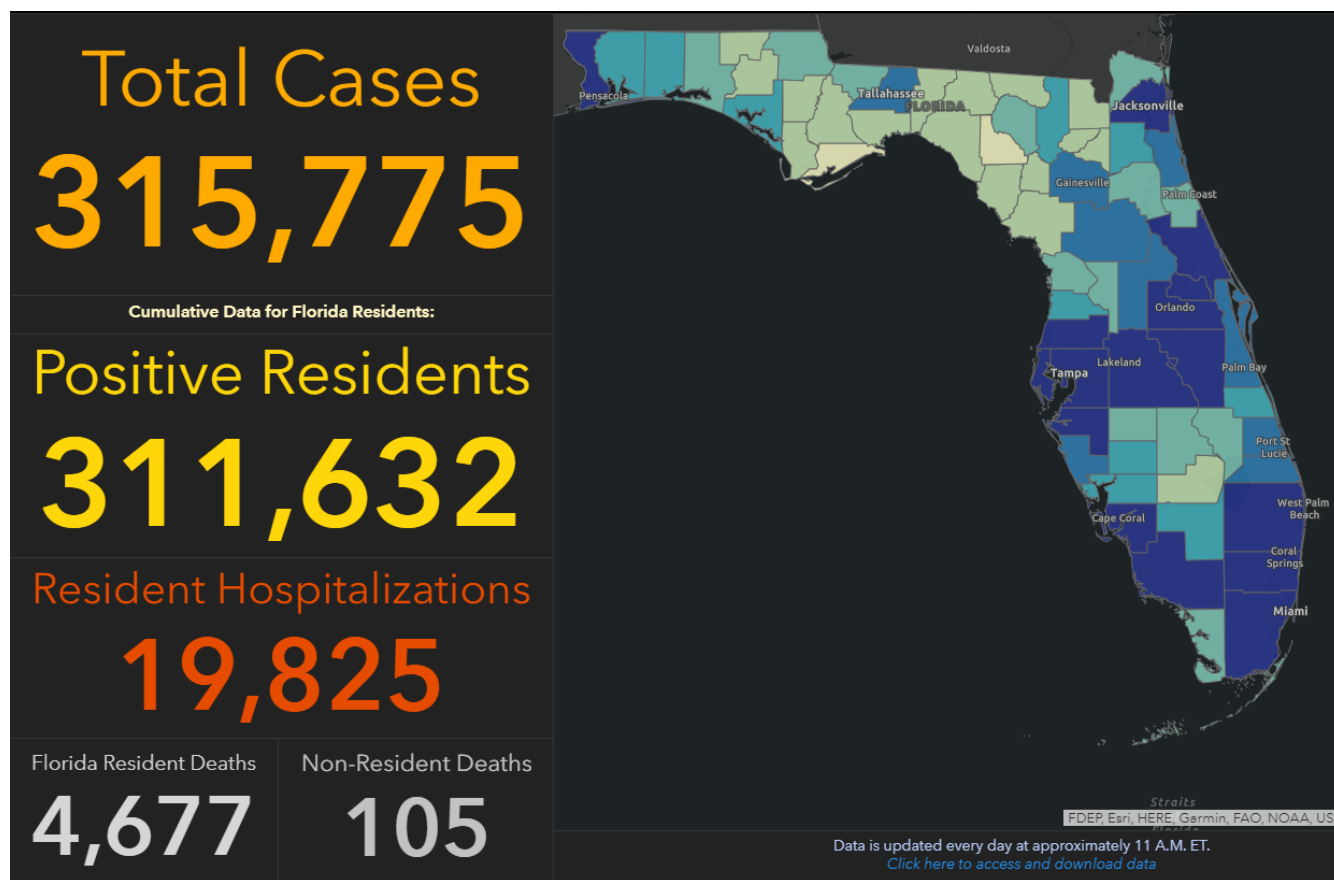 Total Cases
315,775
Cumulative Data for Florida Residents:
Positive Residents
311,632
Resident Hospitalizations
19,825
Florida Resident Deaths
4,677
Non-Resident Deaths
105
Valdosta
Pensacola
Tallahassee
FLORIDA
Jacksonville
Gainesville
Palm Coast
Orlando
Lakeland
Tampa
Palm Bay
Port St
Lucie
West Palm
Beach
Cape Coral
Coral
Springs
Miami
Straits
FDEP, Esri, HERE, Garmin, FAO, NOAA, US
Florida
Data is updated every day at approximately 11 A.M. ET.
Click here to access and download data